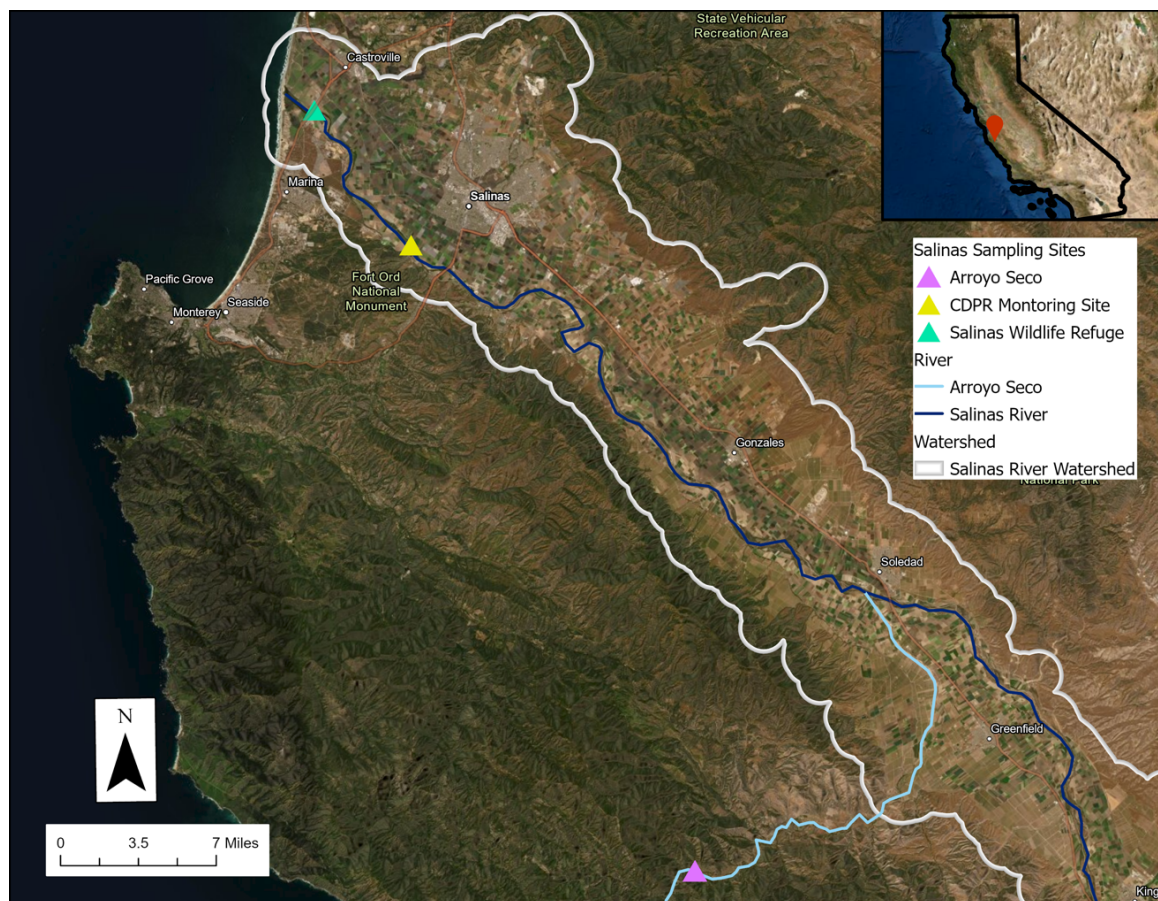 State Vehicular
Recreation Area
Castroville
Marina
Salinas
Fort Ord
National
Monument
Pacific Grove
Seaside
Monterey
Gonzales
Soledad
Greenfield
King
Salinas Sampling Sites
Arroyo Seco
CDPR Montoring Site
Salinas Wildlife Refuge
River
Arroyo Seco
Salinas River
Watershed
Salinas River Watershed
National Park
N
0 3.5 7 Miles